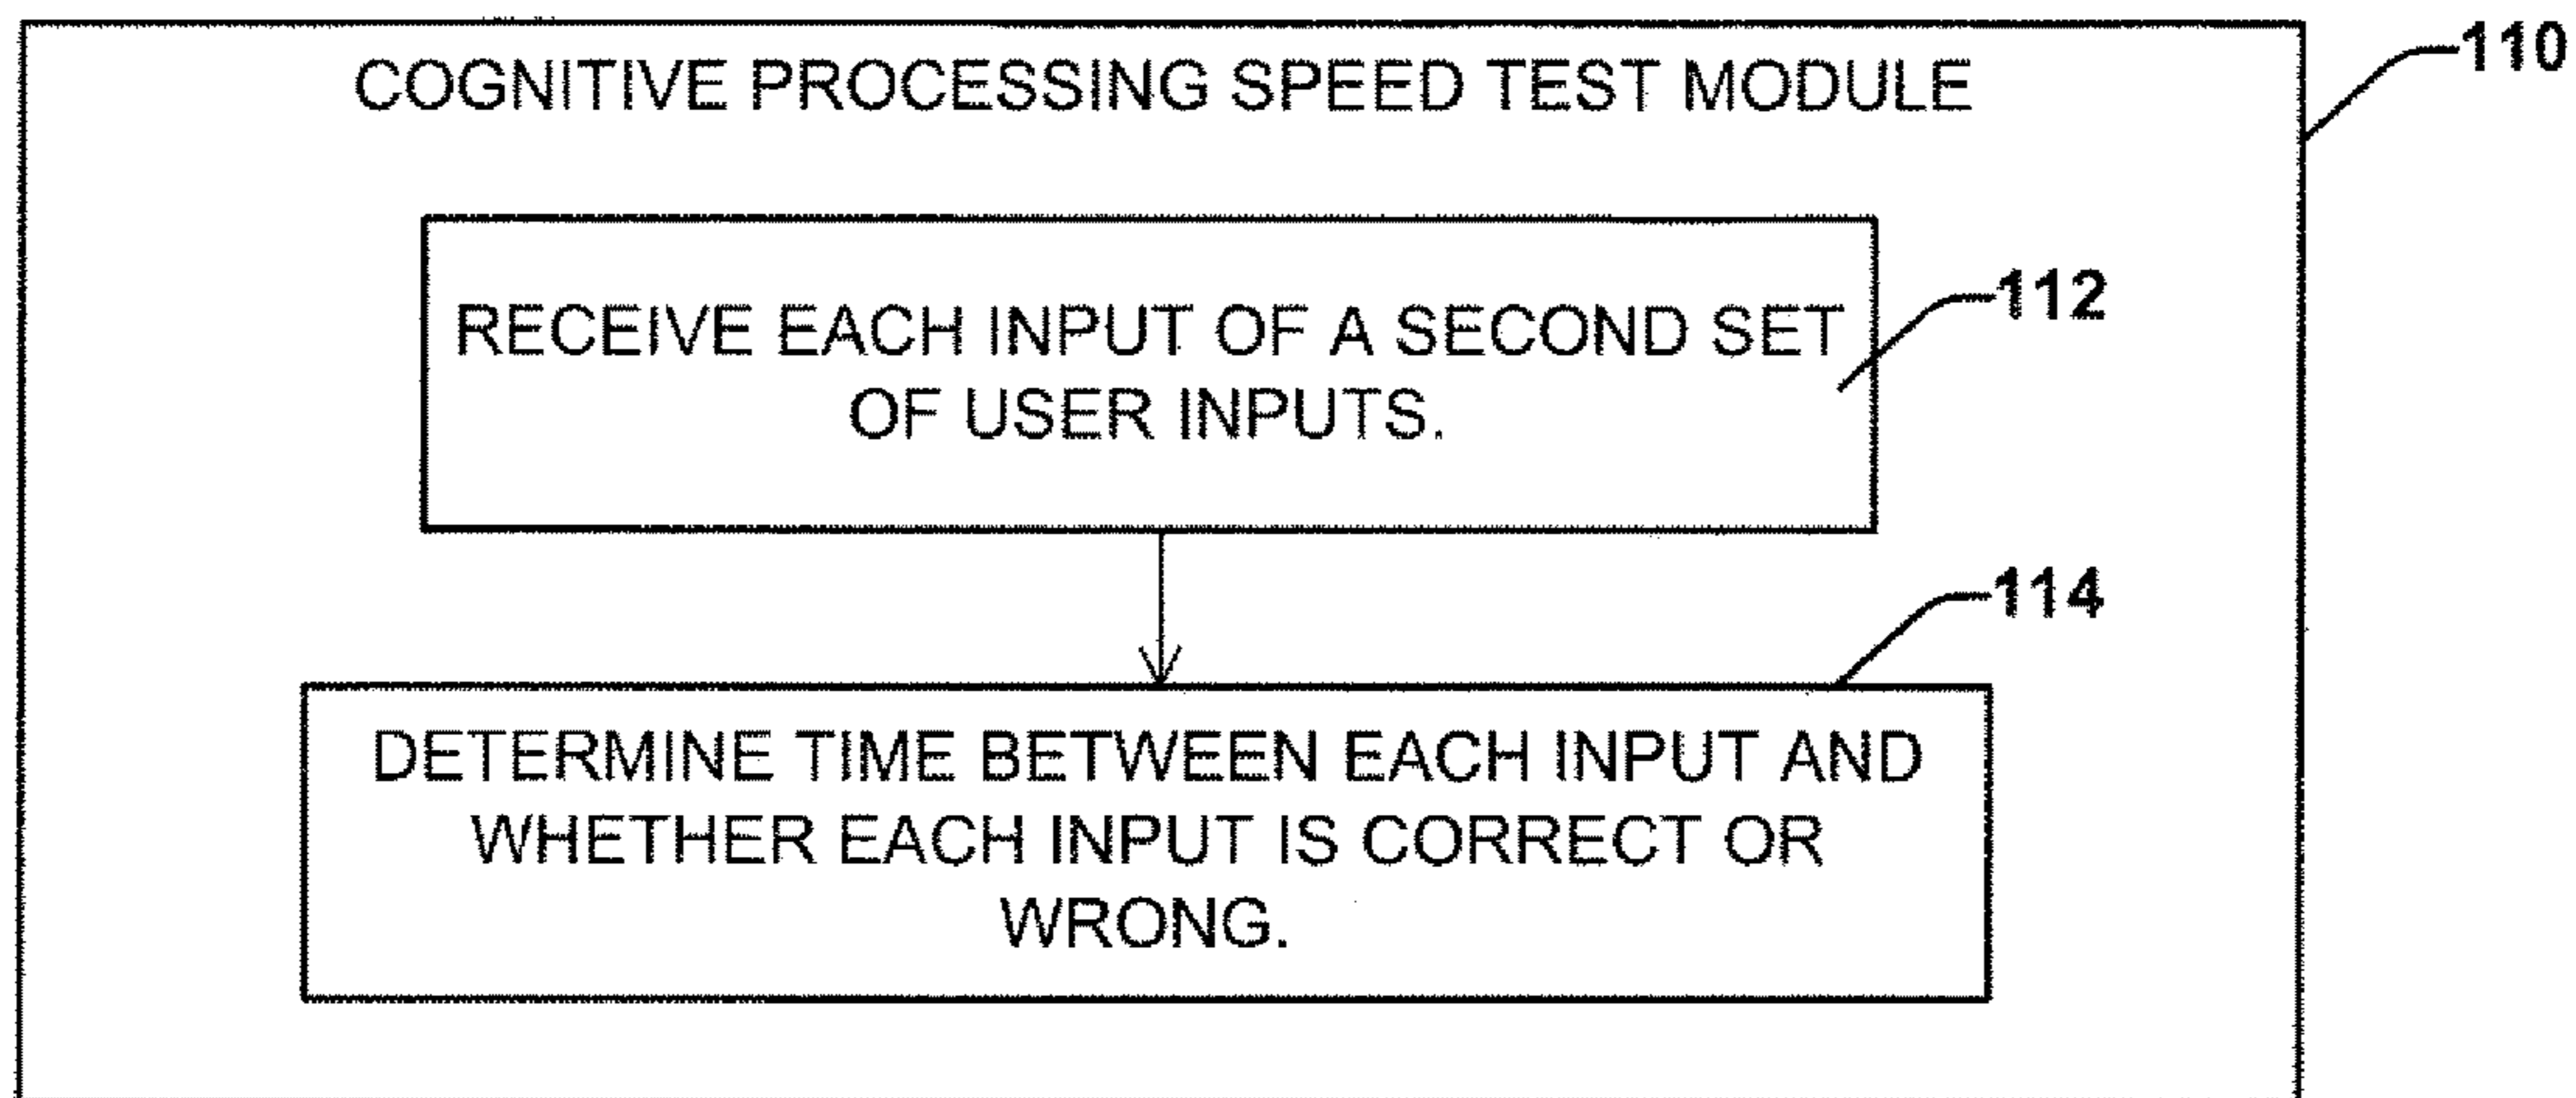 110
COGNITIVE PROCESSING SPEED TEST MODULE
112
RECEIVE EACH INPUT OF A SECOND SET
OF USER INPUTS.
114
DETERMINE TIME BETWEEN EACH INPUT AND
WHETHER EACH INPUT IS CORRECT OR
WRONG.